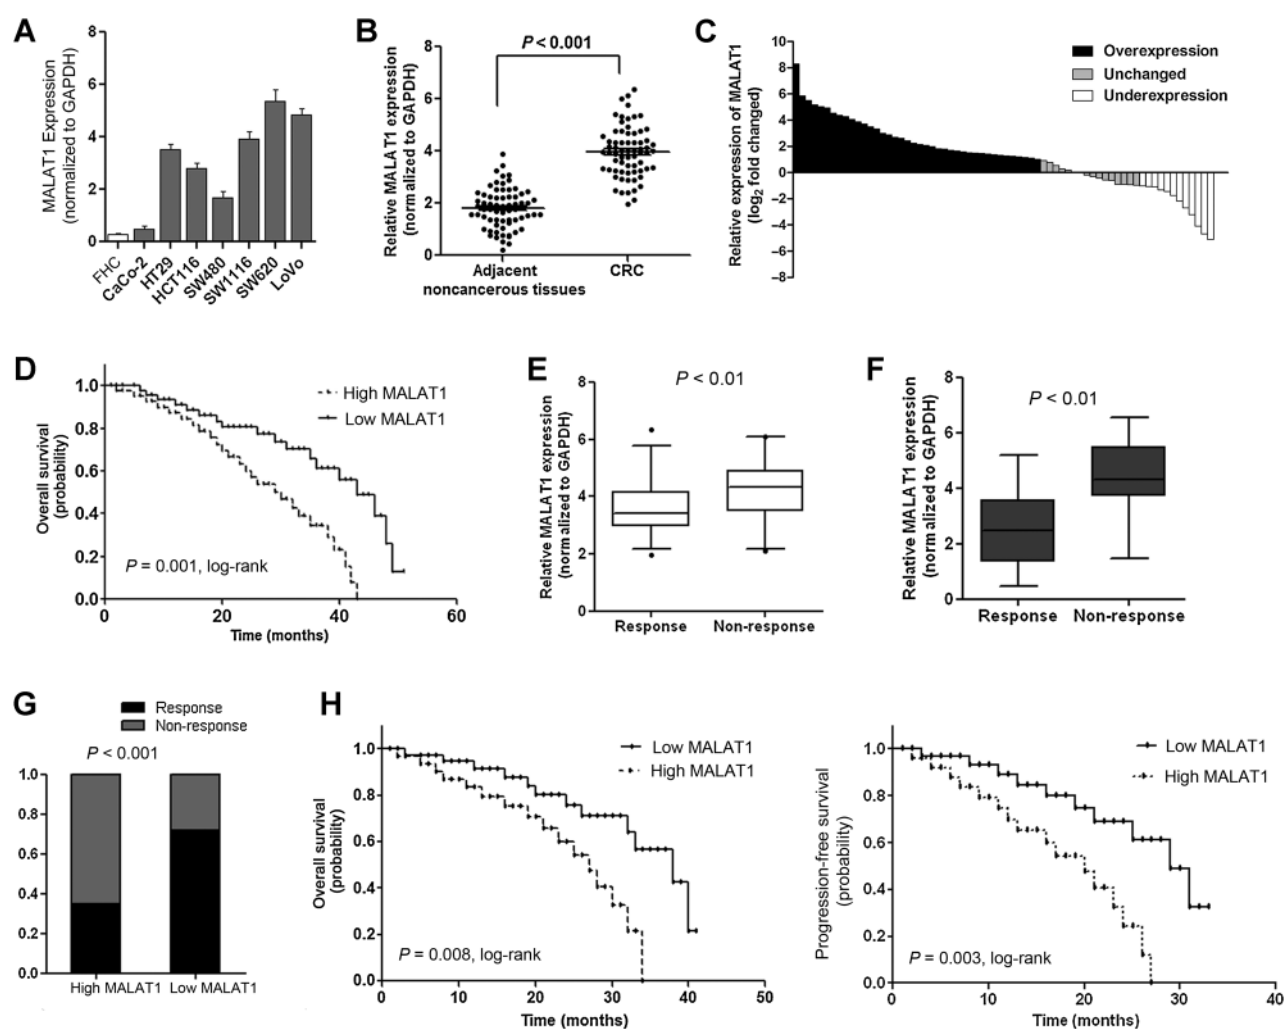 A
MALAT1 Expression
(normalized to GAPDH)
8
6
4
2
0
FHC
CaCo-2
HT29
HCT116
SW480
SW1116
SW620
LoVo
B
P < 0.001
Relative MALAT1 expression
(normalized to GAPDH)
8
6
4
2
0
Adjacent
noncancerous tissues
CRC
C
Relative expression of MALAT1
(log2 fold changed)
10
8
6
4
2
0
-2
-4
-6
-8
Overexpression
Unchanged
Underexpression
D
Overall survival
(probability)
1.0
0.8
0.6
0.4
0.2
0.0
High MALAT1
Low MALAT1
P = 0.001, log-rank
0
20
40
60
Time (months)
E
P < 0.01
Relative MALAT1 expression
(normalized to GAPDH)
8
6
4
2
0
Response
Non-response
F
P < 0.01
Relative MALAT1 expression
(normalized to GAPDH)
8
6
4
2
0
Response
Non-response
G
Response
Non-response
P < 0.001
1.0
0.8
0.6
0.4
0.2
0.0
High MALAT1
Low MALAT1
H
Overall survival
(probability)
1.0
0.8
0.6
0.4
0.2
0.0
Low MALAT1
High MALAT1
P = 0.008, log-rank
0
10
20
30
40
50
Time (months)
Progression-free survival
(probability)
1.0
0.8
0.6
0.4
0.2
0.0
Low MALAT1
High MALAT1
P = 0.003, log-rank
0
10
20
30
40
Time (months)